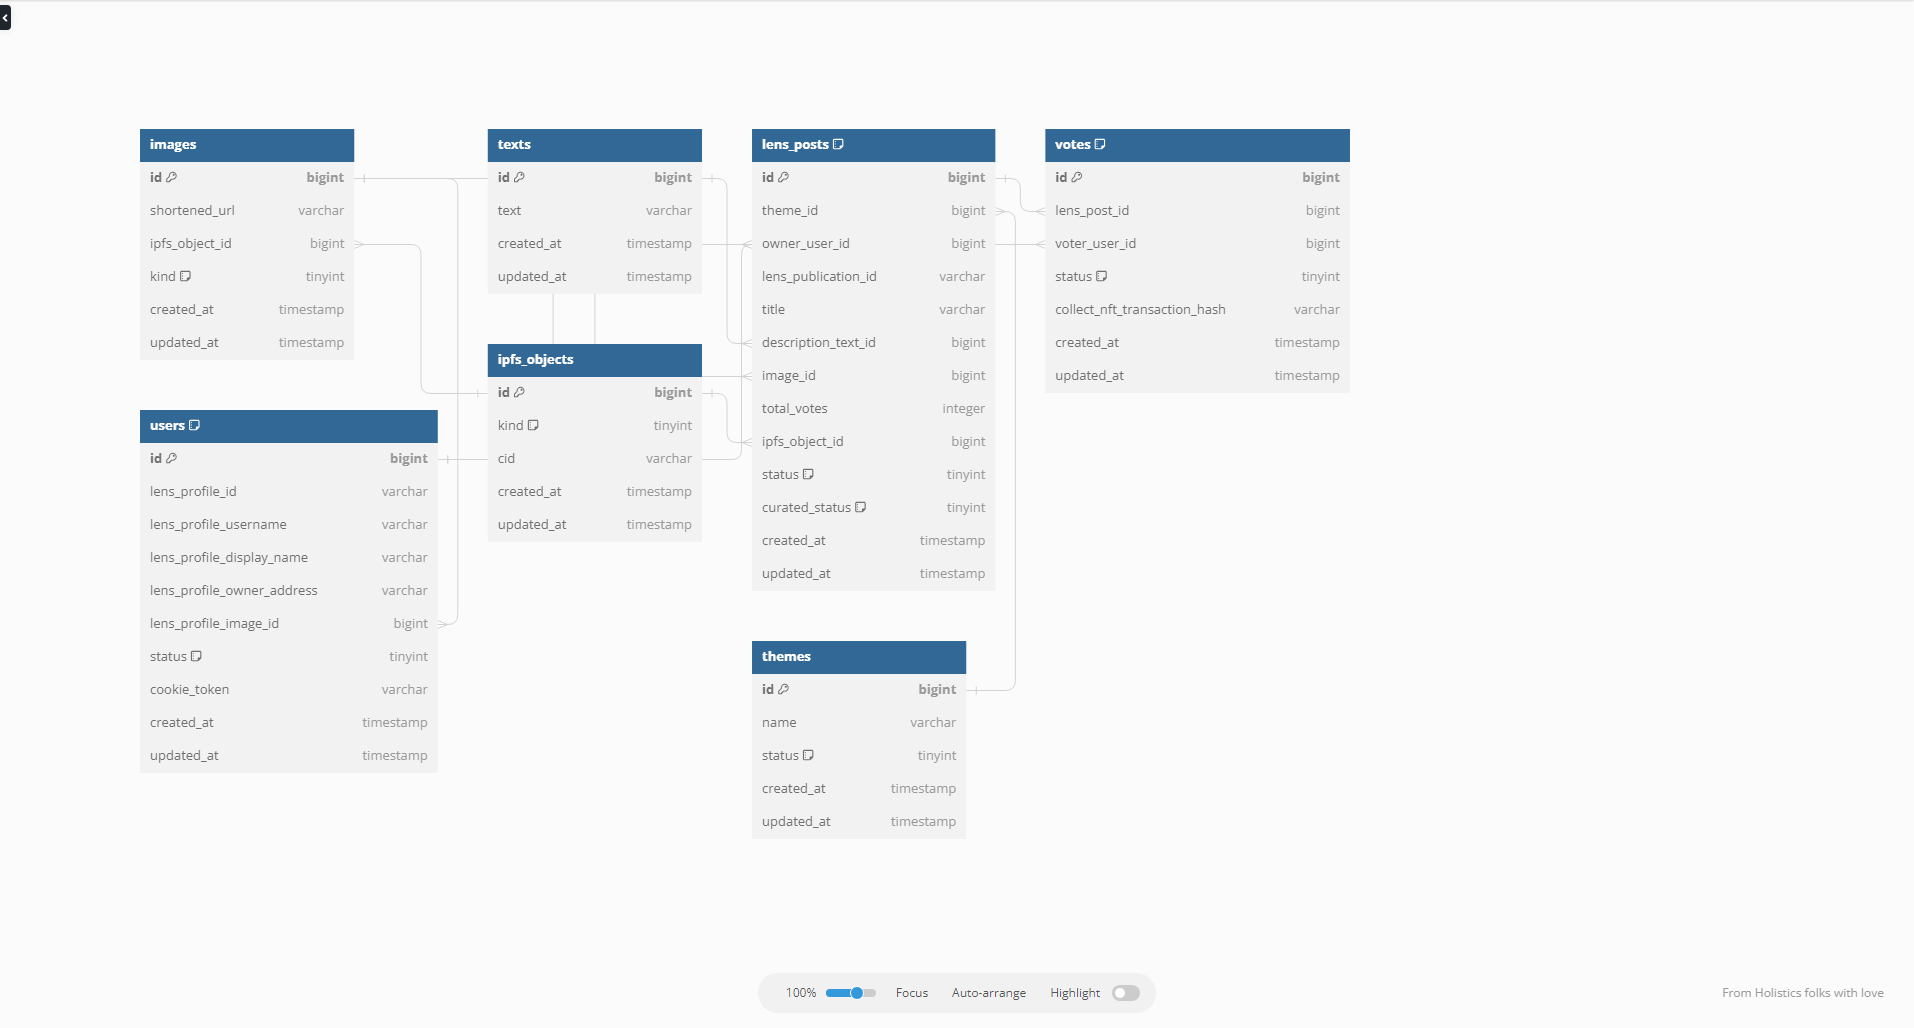 images
id bigint
shortened_url varchar
ipfs_object_id bigint
kind tinyint
created_at timestamp
updated_at timestamp
users
id bigint
lens_profile_id varchar
lens_profile_username varchar
lens_profile_display_name varchar
lens_profile_owner_address varchar
lens_profile_image_id bigint
status tinyint
cookie_token varchar
created_at timestamp
updated_at timestamp
texts
id bigint
text varchar
created_at timestamp
updated_at timestamp
ipfs_objects
id bigint
kind tinyint
cid varchar
created_at timestamp
updated_at timestamp
lens_posts
id bigint
theme_id bigint
owner_user_id bigint
lens_publication_id varchar
title varchar
description_text_id bigint
image_id bigint
total_votes integer
ipfs_object_id bigint
status tinyint
curated_status tinyint
created_at timestamp
updated_at timestamp
themes
id bigint
name varchar
status tinyint
created_at timestamp
updated_at timestamp
votes
id bigint
lens_post_id bigint
voter_user_id bigint
status tinyint
collect_nft_transaction_hash varchar
created_at timestamp
updated_at timestamp
100% Focus Auto-arrange Highlight
From Holistics folks with love